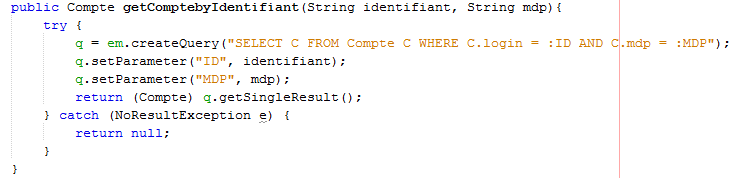 public Compte getComptebyIdentifiant(String identifiant, String mdp){
try {
q = em.createQuery("SELECT C FROM Compte C WHERE C.login = :ID AND C.mdp = :MDP");
q.setParameter("ID", identifiant);
q.setParameter("MDP", mdp);
return (Compte) q.getSingleResult();
} catch (NoResultException e) {
return null;
}
}